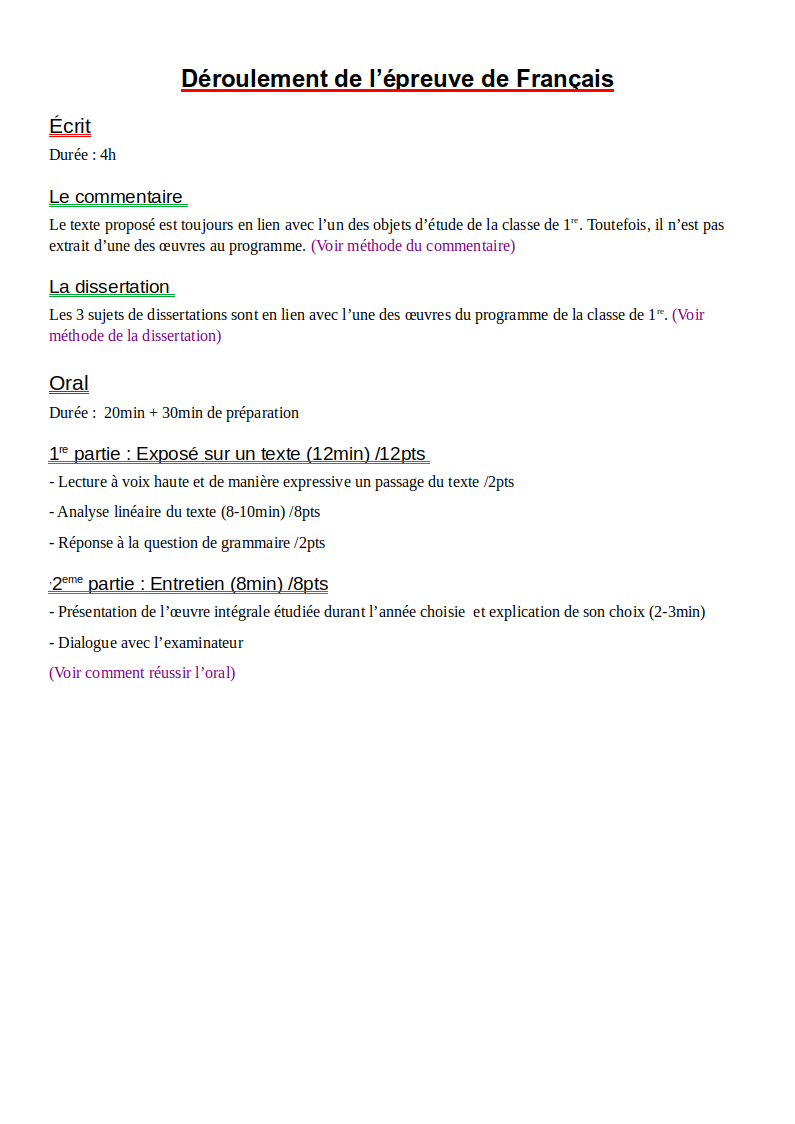 Déroulement de l’épreuve de Français
Écrit
Durée : 4h
Le commentaire
Le texte proposé est toujours en lien avec l’un des objets d’étude de la classe de 1re. Toutefois, il n’est pas
extrait d’une des œuvres au programme. (Voir méthode du commentaire)
La dissertation
Les 3 sujets de dissertations sont en lien avec l’une des œuvres du programme de la classe de 1re. (Voir
méthode de la dissertation)
Oral
Durée :  20min + 30min de préparation
1re partie : Exposé sur un texte (12min) /12pts
- Lecture à voix haute et de manière expressive un passage du texte /2pts
- Analyse linéaire du texte (8-10min) /8pts
- Réponse à la question de grammaire /2pts
2eme partie : Entretien (8min) /8pts
- Présentation de l’œuvre intégrale étudiée durant l’année choisie  et explication de son choix (2-3min)
- Dialogue avec l’examinateur
(Voir comment réussir l’oral)